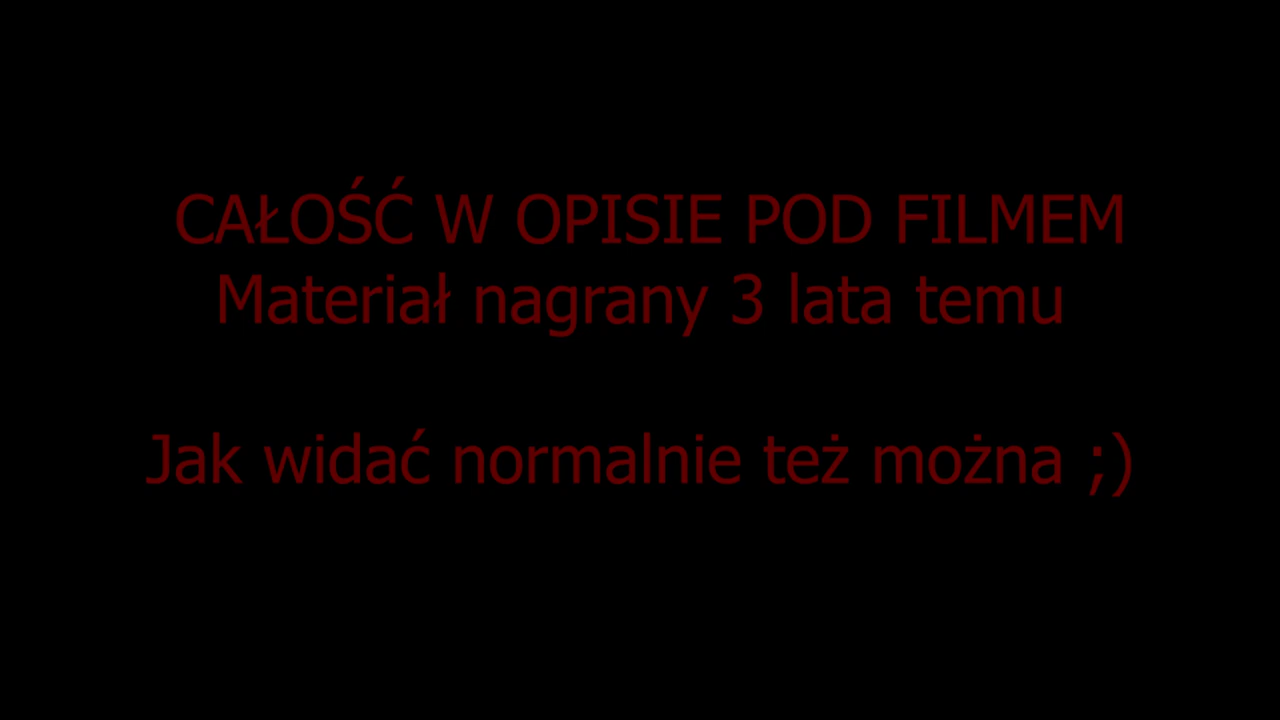 CAŁOŚĆ W OPISIE POD FILMEM
Materiał nagrany 3 lata temu
Jak widać normalnie też można ;)